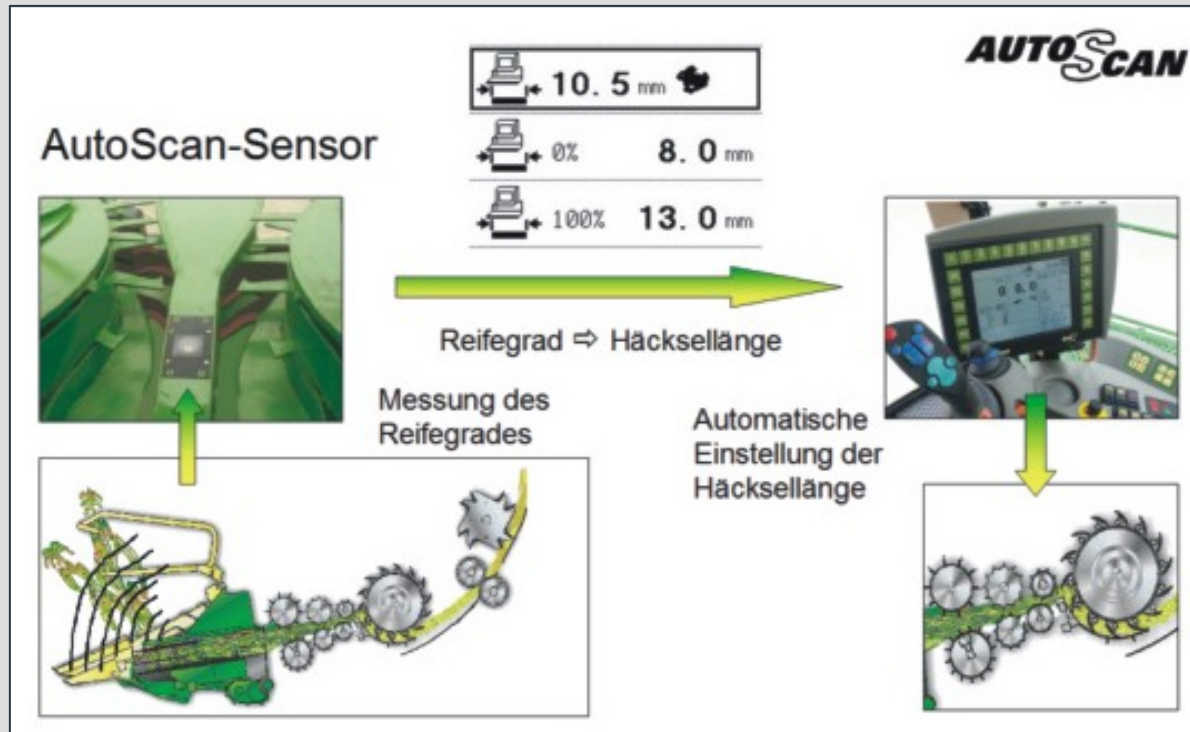 AUTOSCAN
10. 5 mm
0% 8. 0 mm
100% 13. 0 mm
AutoScan-Sensor
Reifegrad ⇨ Häcksellänge
Messung des
Reifegrades
Automatische
Einstellung der
Häcksellänge